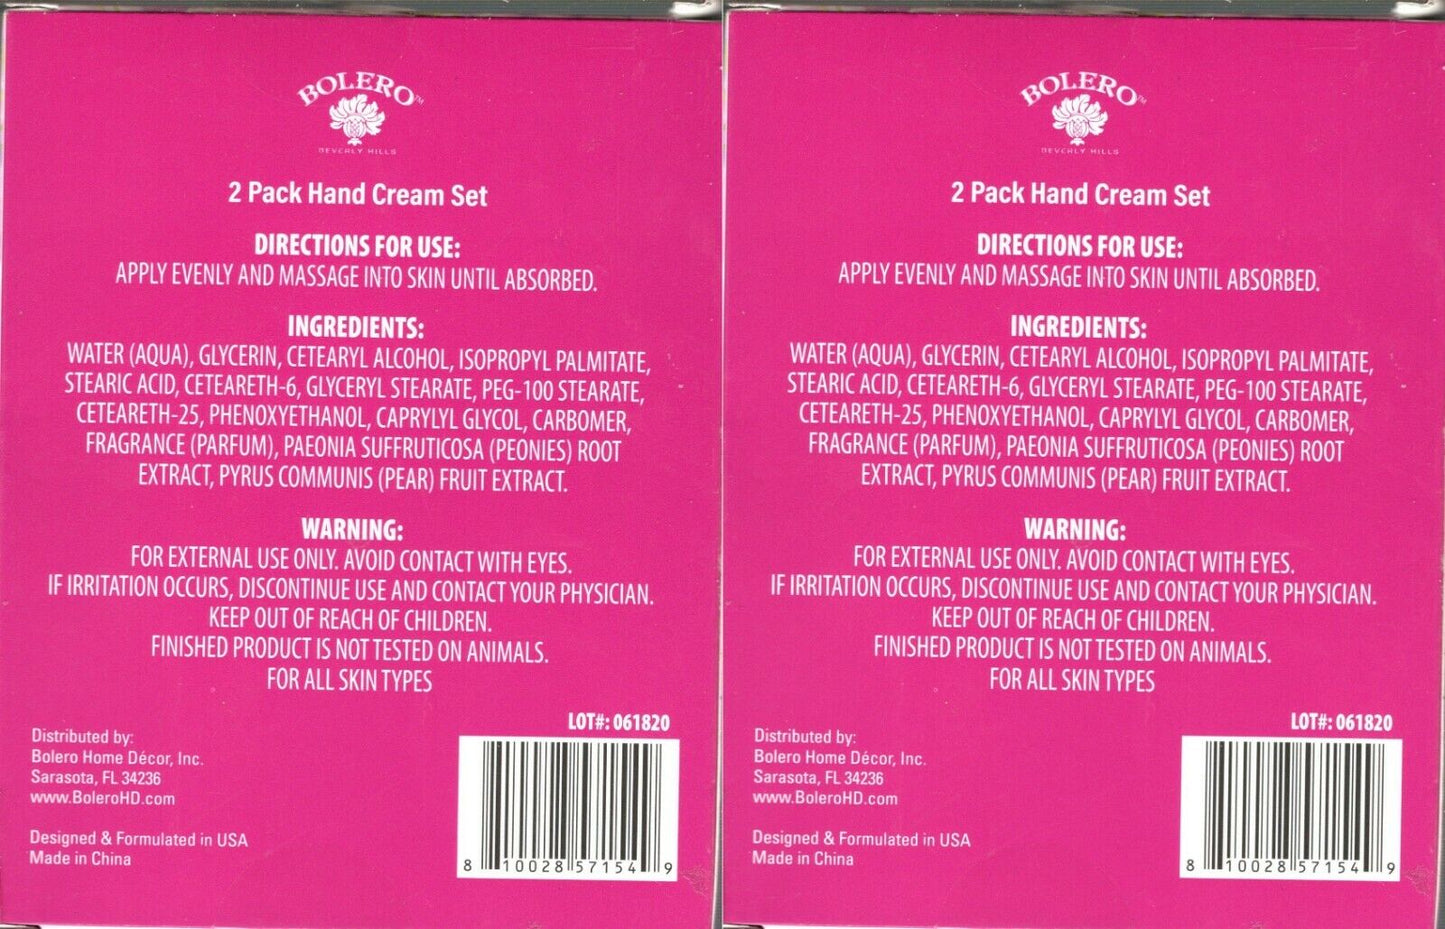 BOLERO™
BEVERLY HILLS
2 Pack Hand Cream Set
DIRECTIONS FOR USE:
APPLY EVENLY AND MASSAGE INTO SKIN UNTIL ABSORBED.
INGREDIENTS:
WATER (AQUA), GLYCERIN, CETEARYL ALCOHOL, ISOPROPYL PALMITATE,
STEARIC ACID, CETEARETH-6, GLYCERYL STEARATE, PEG-100 STEARATE,
CETEARETH-25, PHENOXYETHANOL, CAPRYLYL GLYCOL, CARBOMER,
FRAGRANCE (PARFUM), PAEONIA SUFFRUTICOSA (PEONIES) ROOT
EXTRACT, PYRUS COMMUNIS (PEAR) FRUIT EXTRACT.
WARNING:
FOR EXTERNAL USE ONLY. AVOID CONTACT WITH EYES.
IF IRRITATION OCCURS, DISCONTINUE USE AND CONTACT YOUR PHYSICIAN.
KEEP OUT OF REACH OF CHILDREN.
FINISHED PRODUCT IS NOT TESTED ON ANIMALS.
FOR ALL SKIN TYPES
LOT#: 061820
Distributed by:
Bolero Home Décor, Inc.
Sarasota, FL 34236
www.BoleroHD.com
Designed & Formulated in USA
Made in China
8 10028 57154 9
BOLERO™
BEVERLY HILLS
2 Pack Hand Cream Set
DIRECTIONS FOR USE:
APPLY EVENLY AND MASSAGE INTO SKIN UNTIL ABSORBED.
INGREDIENTS:
WATER (AQUA), GLYCERIN, CETEARYL ALCOHOL, ISOPROPYL PALMITATE,
STEARIC ACID, CETEARETH-6, GLYCERYL STEARATE, PEG-100 STEARATE,
CETEARETH-25, PHENOXYETHANOL, CAPRYLYL GLYCOL, CARBOMER,
FRAGRANCE (PARFUM), PAEONIA SUFFRUTICOSA (PEONIES) ROOT
EXTRACT, PYRUS COMMUNIS (PEAR) FRUIT EXTRACT.
WARNING:
FOR EXTERNAL USE ONLY. AVOID CONTACT WITH EYES.
IF IRRITATION OCCURS, DISCONTINUE USE AND CONTACT YOUR PHYSICIAN.
KEEP OUT OF REACH OF CHILDREN.
FINISHED PRODUCT IS NOT TESTED ON ANIMALS.
FOR ALL SKIN TYPES
LOT#: 061820
Distributed by:
Bolero Home Décor, Inc.
Sarasota, FL 34236
www.BoleroHD.com
Designed & Formulated in USA
Made in China
8 10028 57154 9